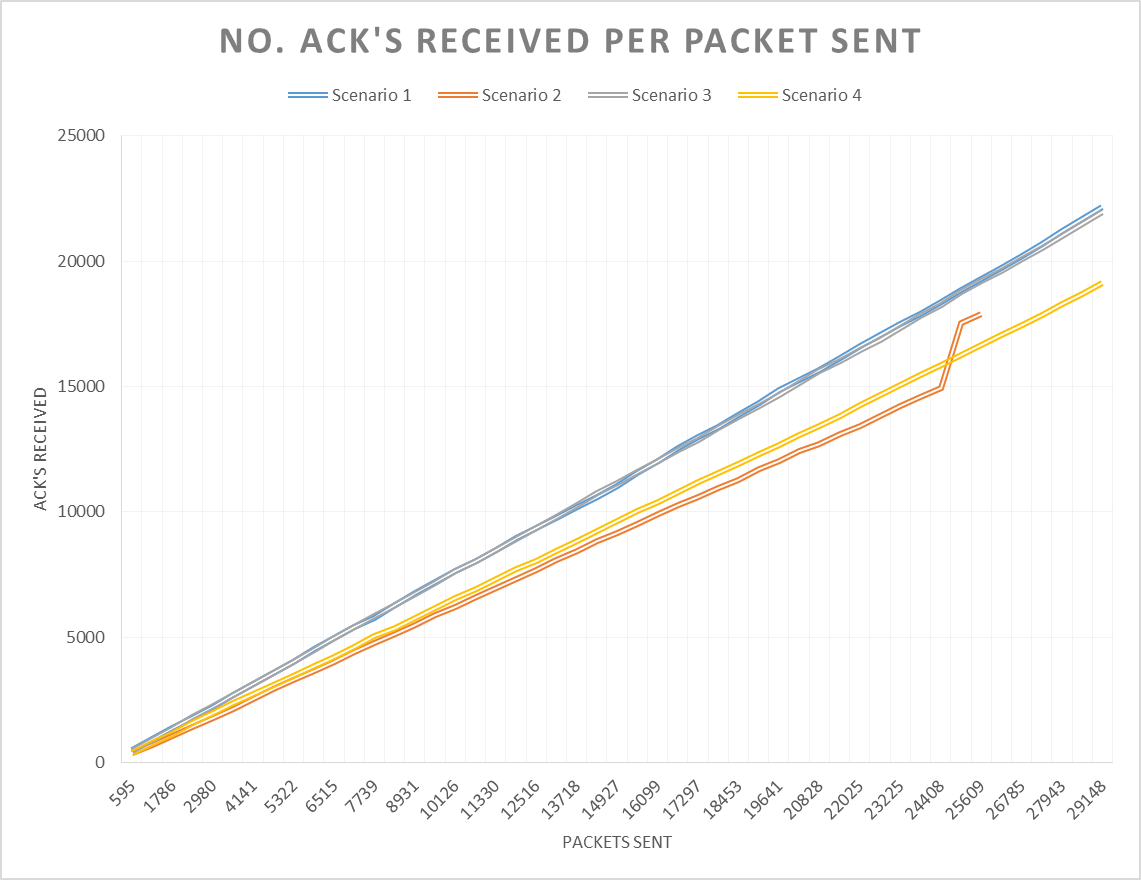 NO. ACK'S RECEIVED PER PACKET SENT
Scenario 1 Scenario 2 Scenario 3 Scenario 4
25000
20000
15000
10000
5000
0
ACK'S RECEIVED
595 1786 2980 4141 5322 6515 7739 8931 10126 11330 12516 13718 14927 16099 17297 18453 19641 20828 22025 23225 24408 25609 26785 27943 29148
PACKETS SENT